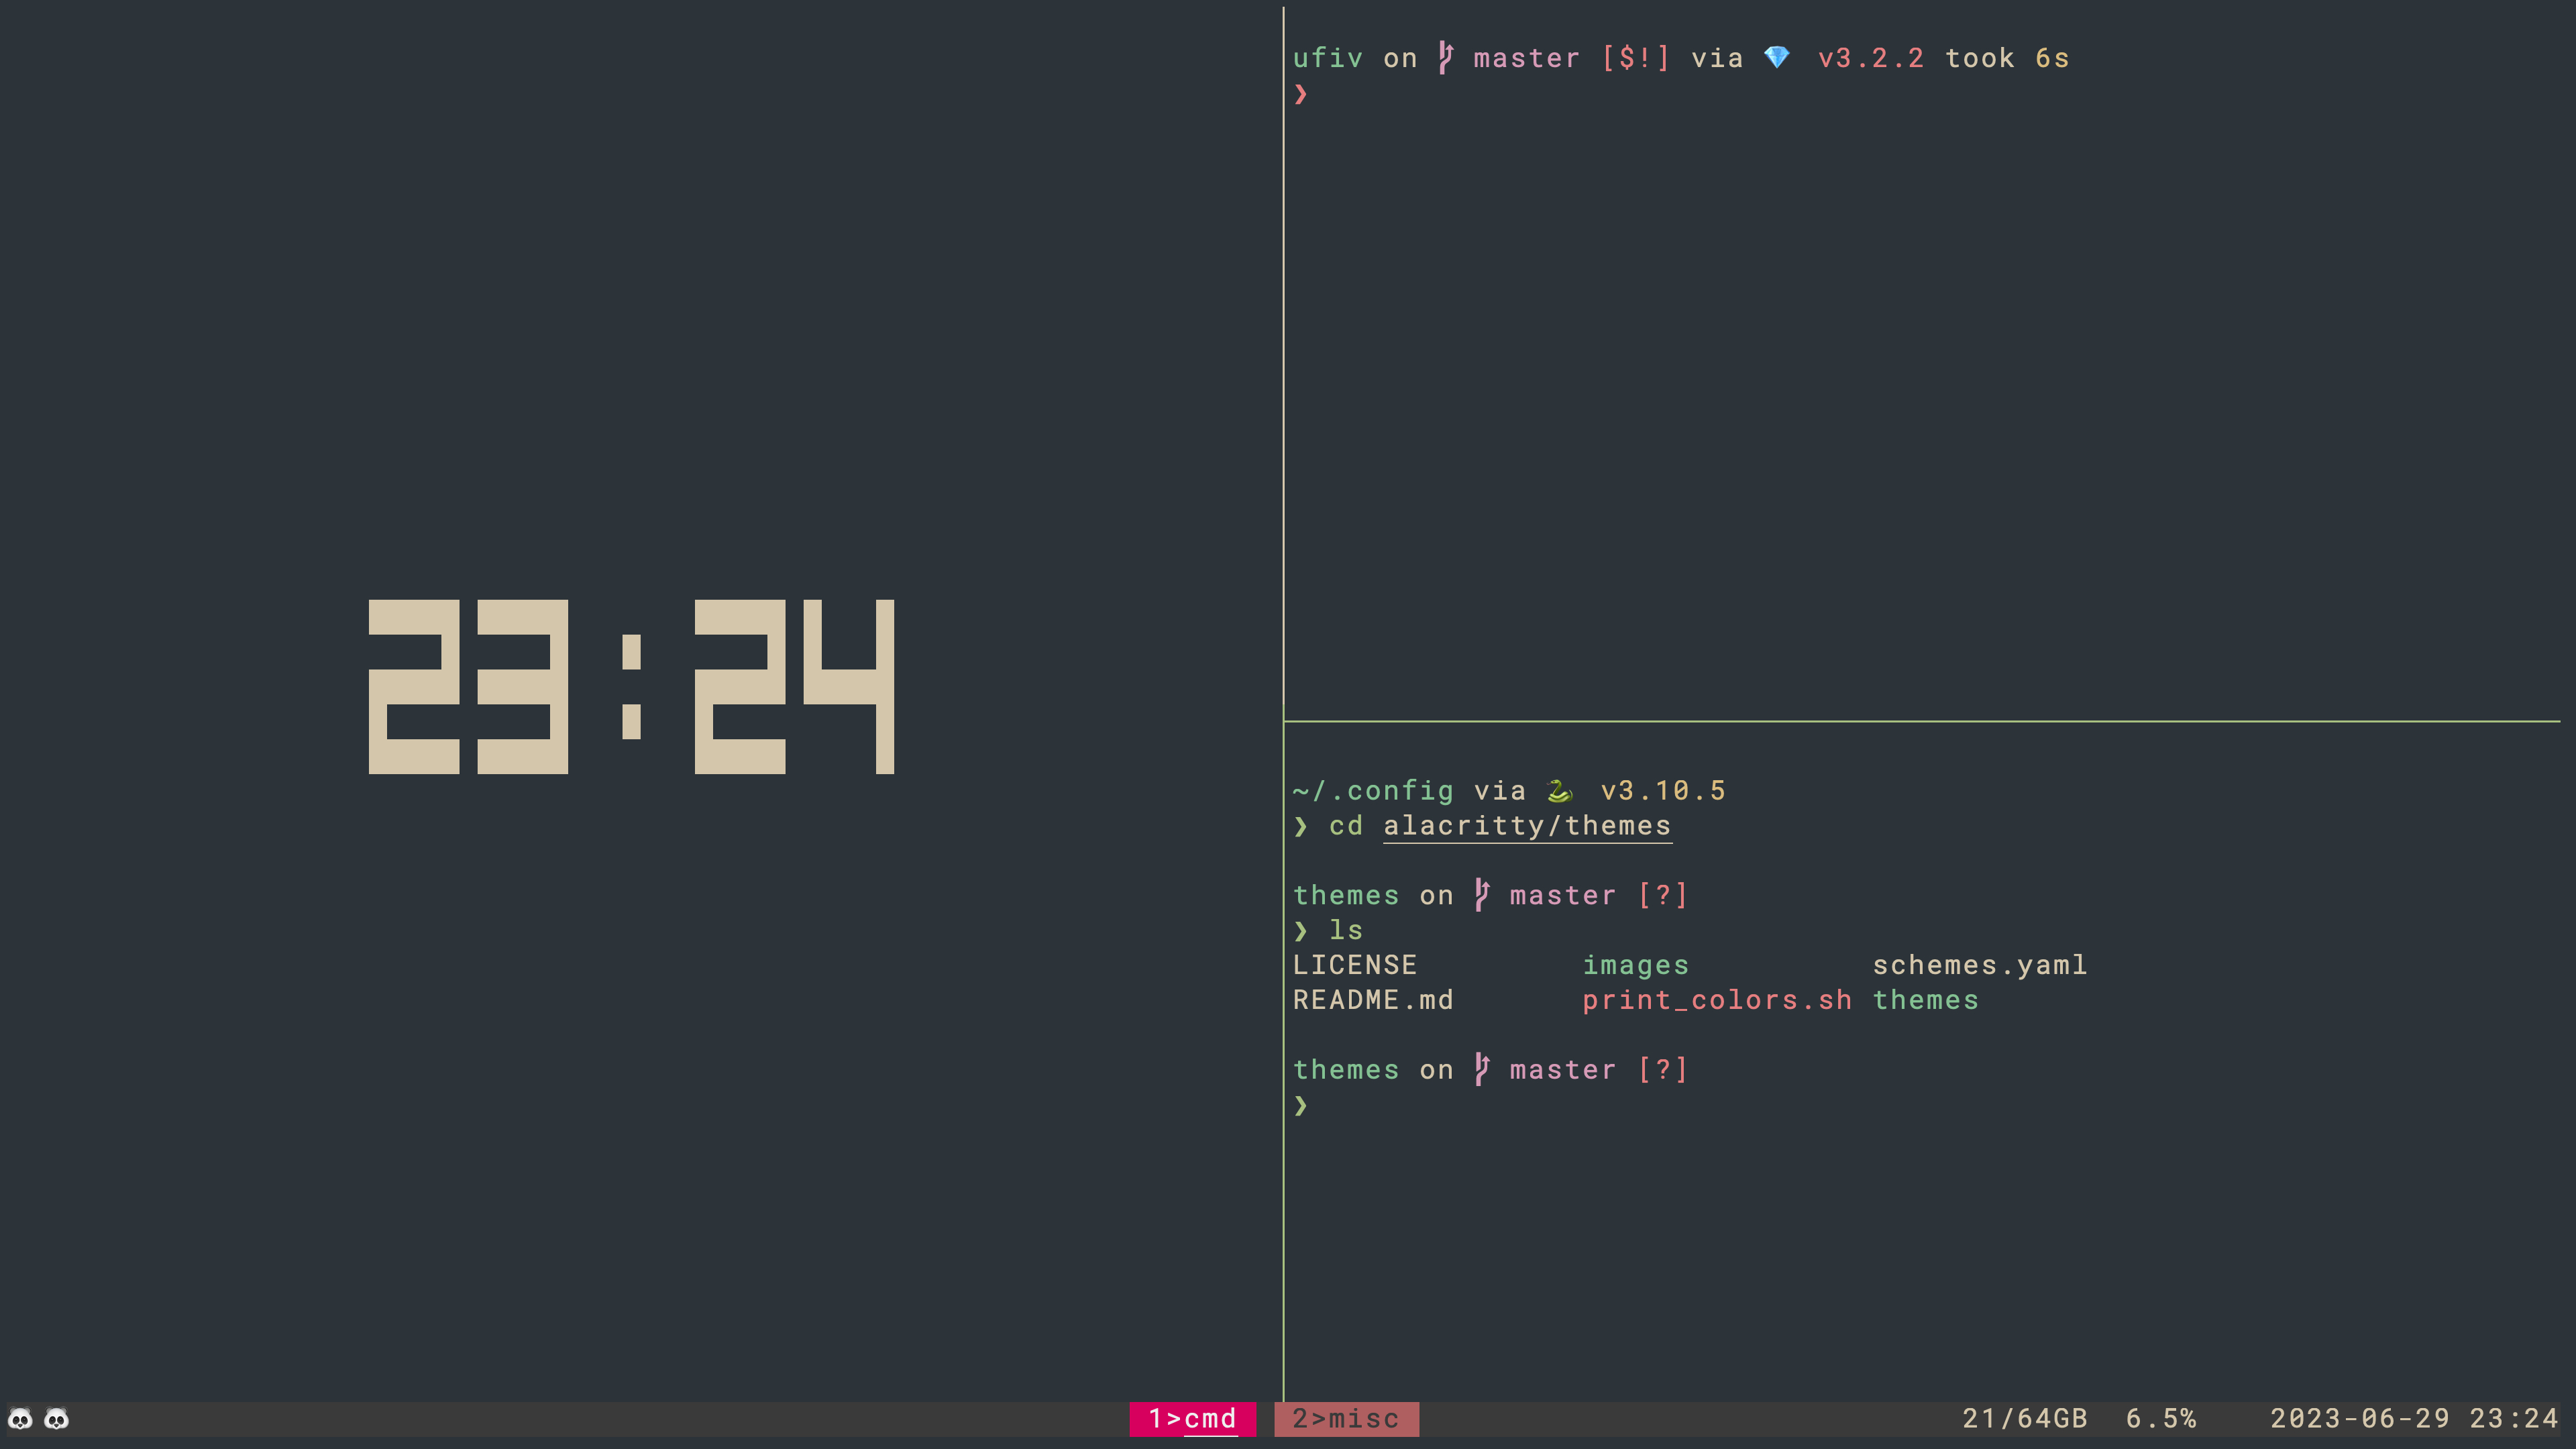 23:24
ufiv on master [$!] via 💎 v3.2.2 took 6s
❯
~/.config via 🐍 v3.10.5
❯ cd alacritty/themes
themes on master [?]
❯ ls
LICENSE images schemes.yaml
README.md print_colors.sh themes
themes on master [?]
❯
🐼 🐼 1>cmd 2>misc 21/64GB 6.5% 2023-06-29 23:24